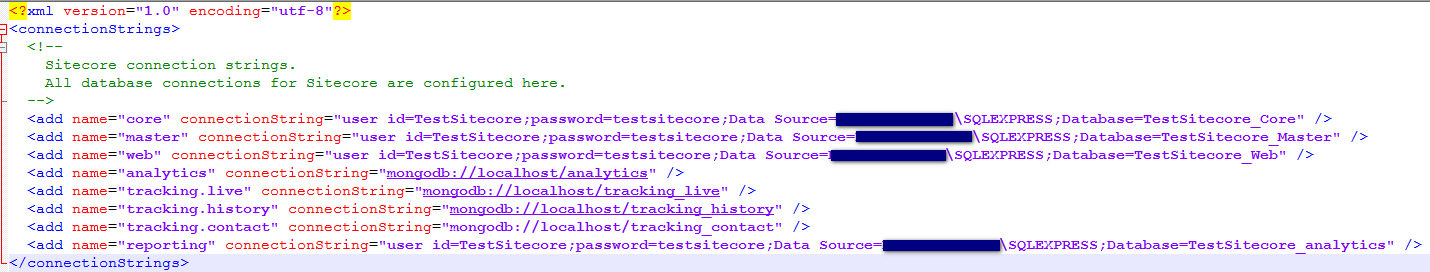 <?xml version="1.0" encoding="utf-8"?>
<connectionStrings>
<!--
Sitecore connection strings.
All database connections for Sitecore are configured here.
-->
<add name="core" connectionString="user id=TestSitecore;password=testsitecore;Data Source=\SQLEXPRESS;Database=TestSitecore_Core" />
<add name="master" connectionString="user id=TestSitecore;password=testsitecore;Data Source=\SQLEXPRESS;Database=TestSitecore_Master" />
<add name="web" connectionString="user id=TestSitecore;password=testsitecore;Data Source=\SQLEXPRESS;Database=TestSitecore_Web" />
<add name="analytics" connectionString="mongodb://localhost/analytics" />
<add name="tracking.live" connectionString="mongodb://localhost/tracking_live" />
<add name="tracking.history" connectionString="mongodb://localhost/tracking_history" />
<add name="tracking.contact" connectionString="mongodb://localhost/tracking_contact" />
<add name="reporting" connectionString="user id=TestSitecore;password=testsitecore;Data Source=\SQLEXPRESS;Database=TestSitecore_analytics" />
</connectionStrings>